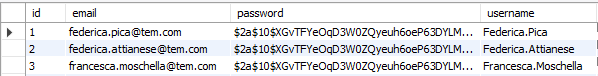 id email password username
1 federica.pica@tem.com $2a$10$XGvTFYeOqD3W0ZQyeuh6oeP63DYLM... Federica.Pica
2 federica.attianese@tem.com $2a$10$XGvTFYeOqD3W0ZQyeuh6oeP63DYLM... Federica.Attianese
3 francesca.moschella@tem.com $2a$10$XGvTFYeOqD3W0ZQyeuh6oeP63DYLM... Francesca.Moschella